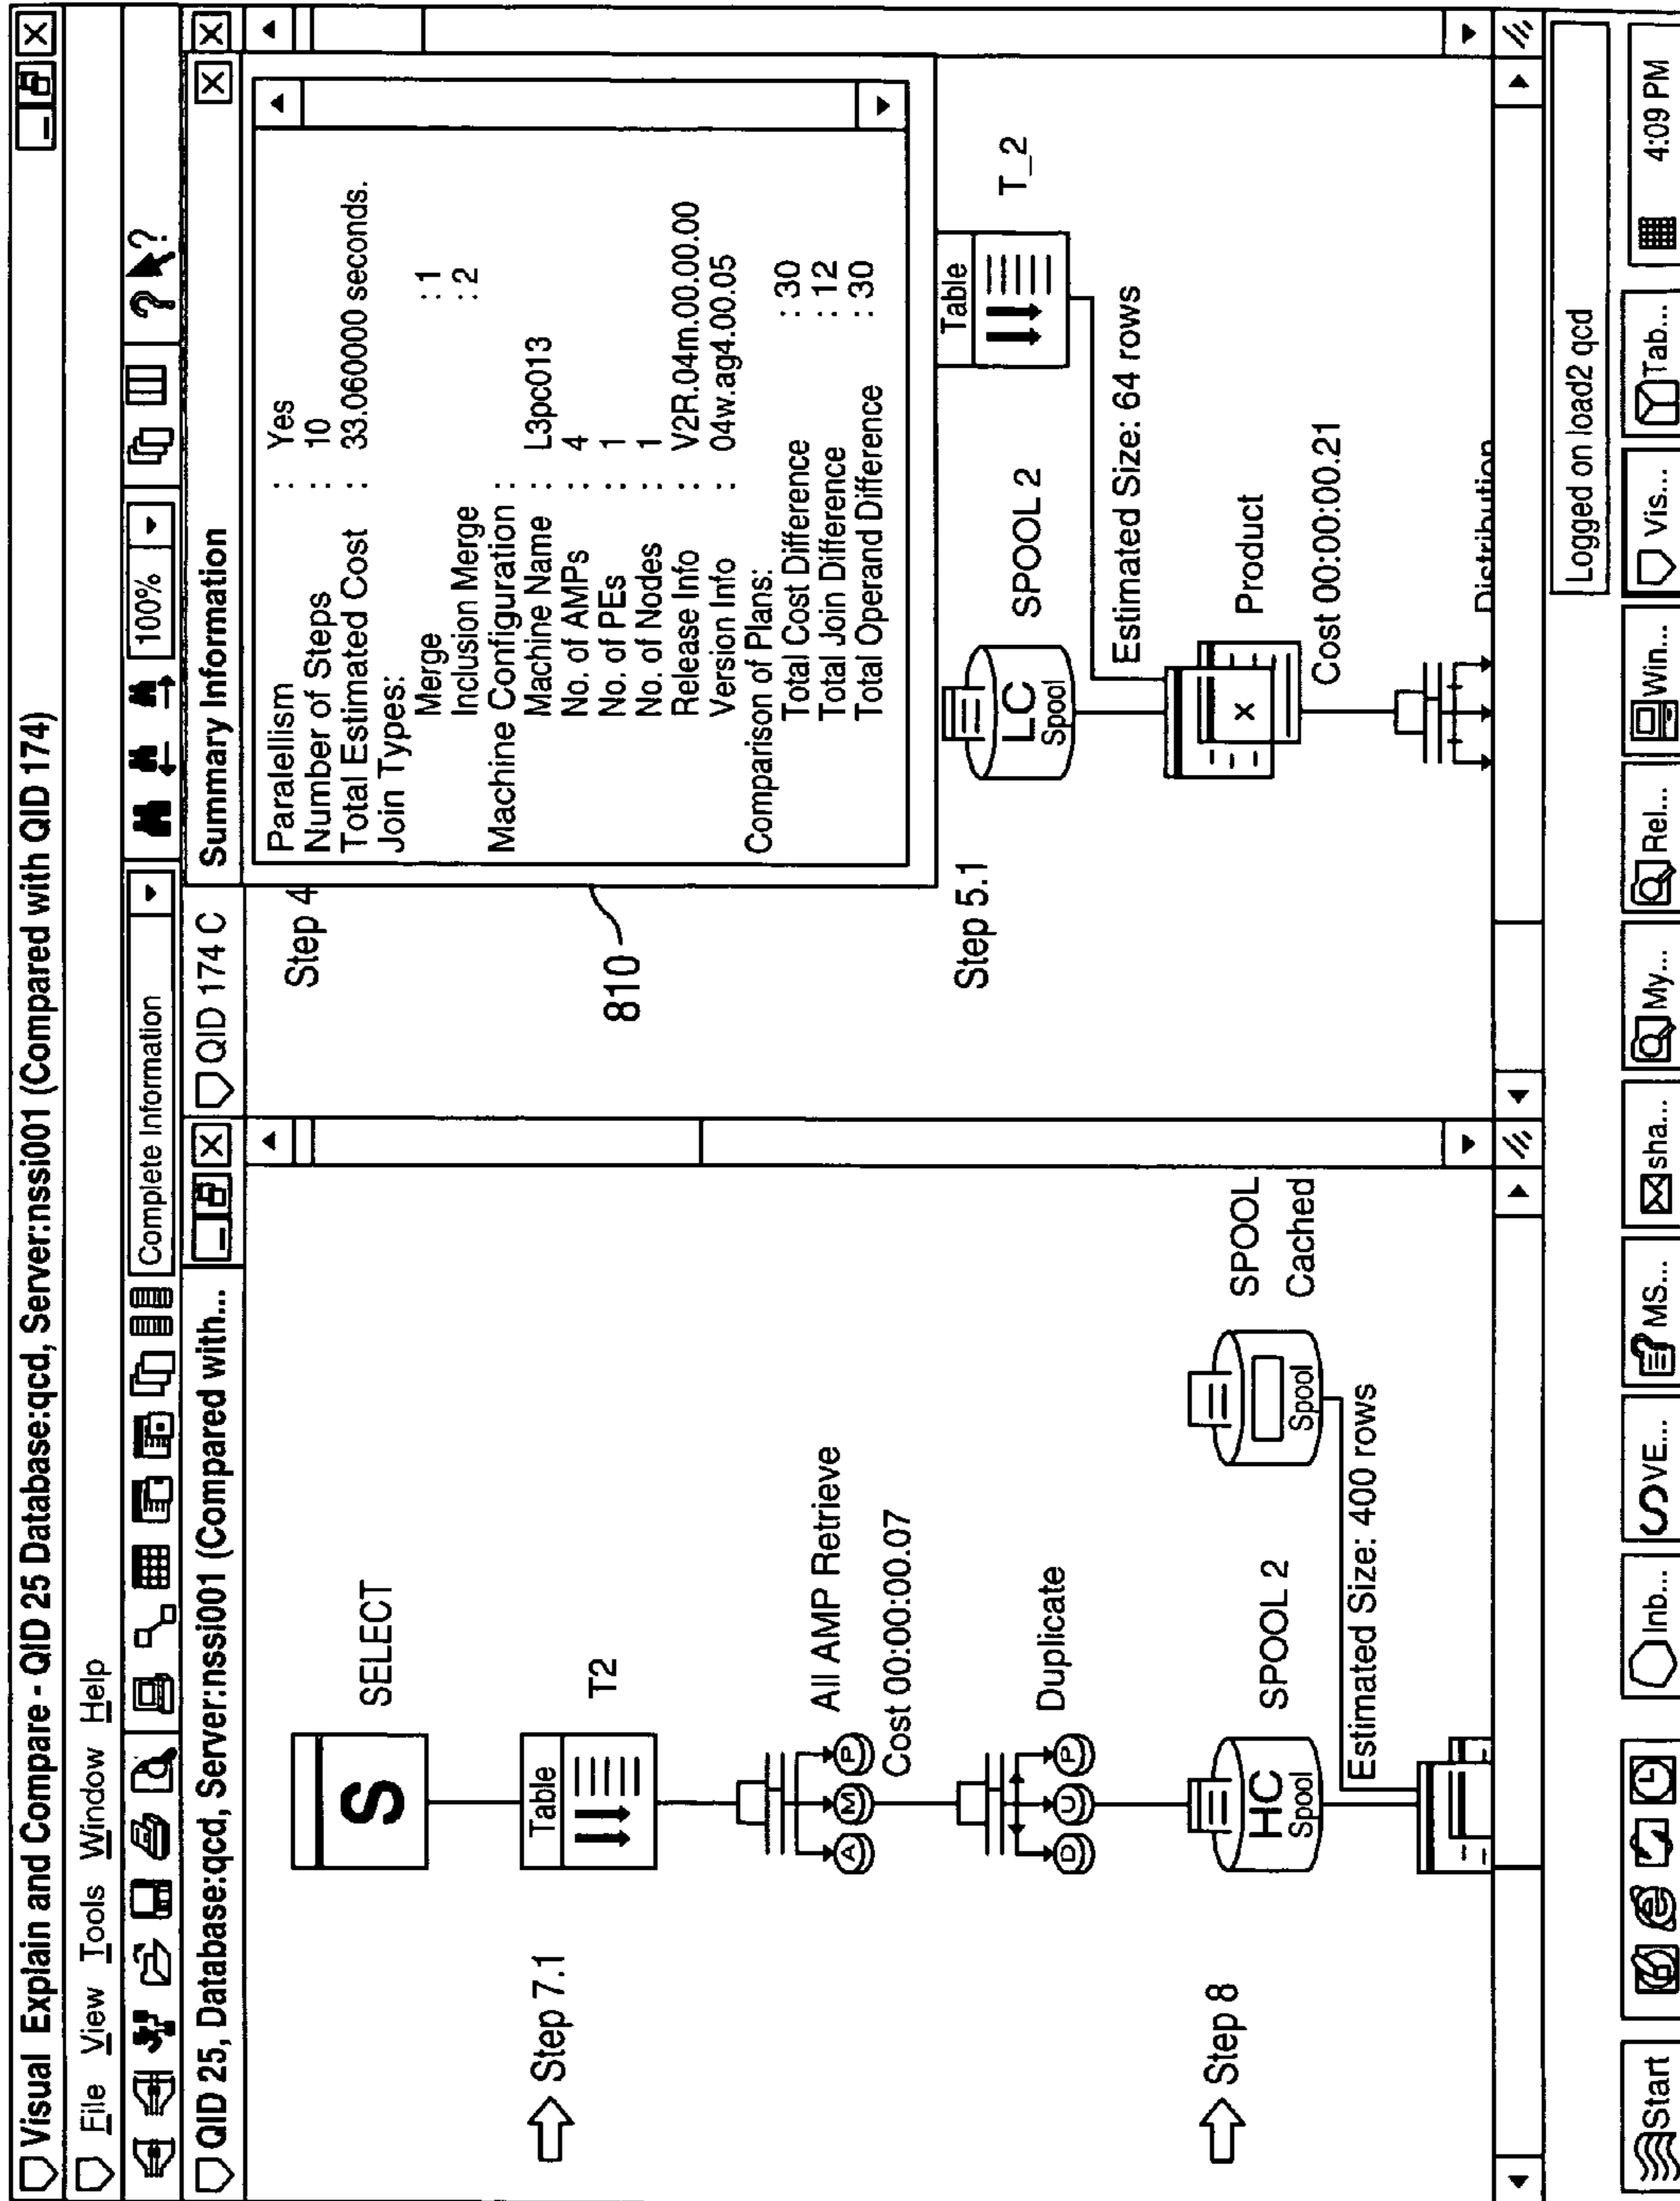 Visual Explain and Compare - QID 25 Database:qcd, Server:nssi001 (Compared with QID 174)
File View Tools Window Help
Complete Information
100%
QID 25, Database:qcd, Server:nssi001 (Compared with...
SELECT
S
Step 7.1
Table
T2
All AMP Retrieve
A M P
Cost 00:00:00.07
Duplicate
D U P
Step 8
HC
Spool
SPOOL 2
Spool
SPOOL
Cached
Estimated Size: 400 rows
QID 174 C
Step 4
Summary Information
Paralellism : Yes
Number of Steps : 10
Total Estimated Cost : 33.060000 seconds.
Join Types:
Merge : 1
Inclusion Merge : 2
Machine Configuration :
Machine Name : L3pc013
No. of AMPs : 4
No. of PEs : 1
No. of Nodes : 1
Release Info : V2R.04m.00.00.00
Version Info : 04w.ag4.00.05
Comparison of Plans:
Total Cost Difference : 30
Total Join Difference : 12
Total Operand Difference : 30
810
Step 5.1
LC
Spool
SPOOL 2
Table
T_2
Estimated Size: 64 rows
Product
x
Cost 00:00:00.21
Distribution
Logged on load2 qcd
Start
Inb...
VE...
MS...
sha...
My...
Rel...
Win...
Vis...
Tab...
4:09 PM